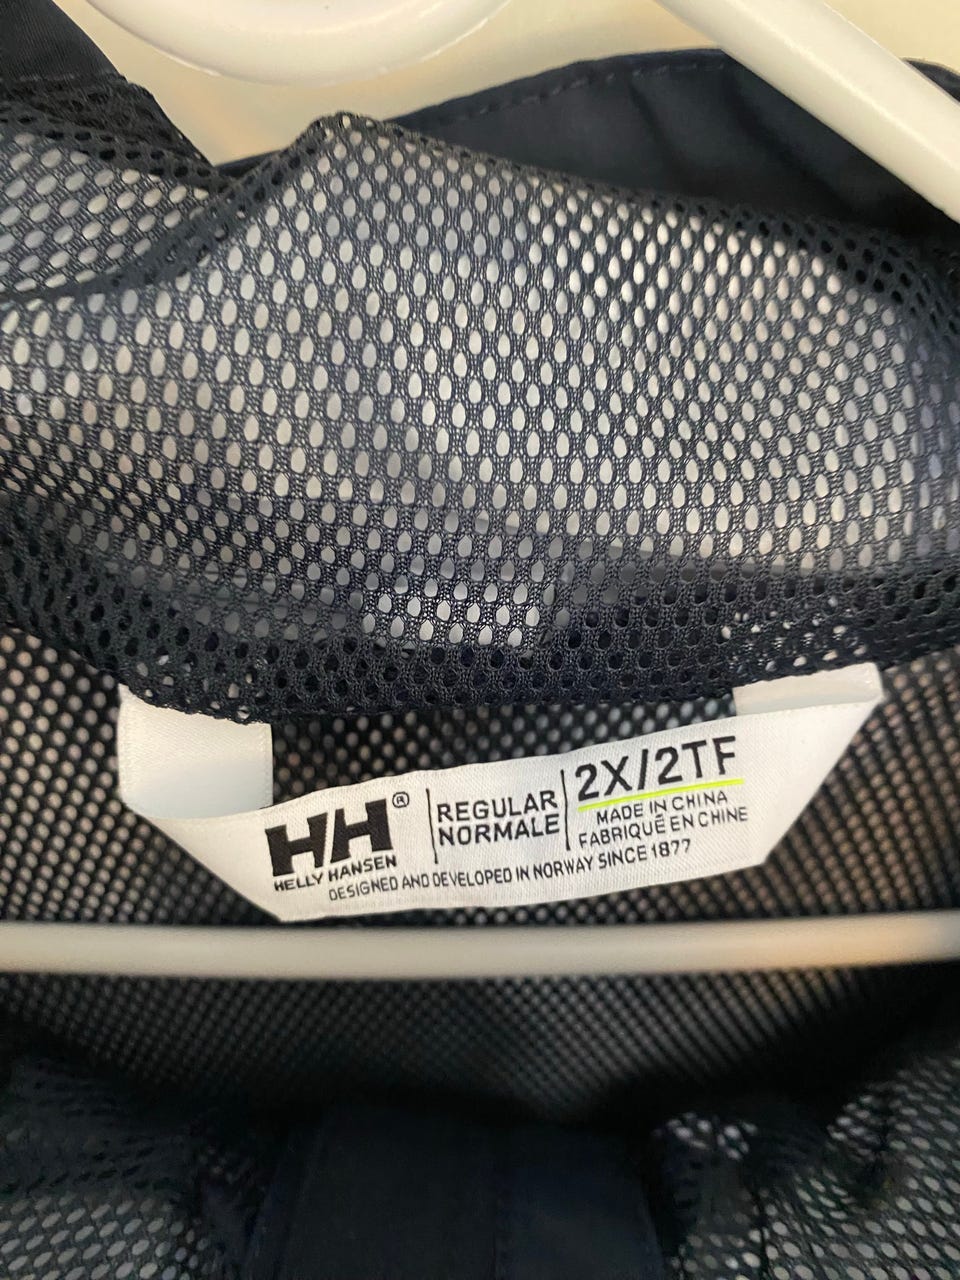 HH®
HELLY HANSEN
REGULAR
NORMALE
2X/2TF
MADE IN CHINA
FABRIQUÉ EN CHINE
DESIGNED AND DEVELOPED IN NORWAY SINCE 1877